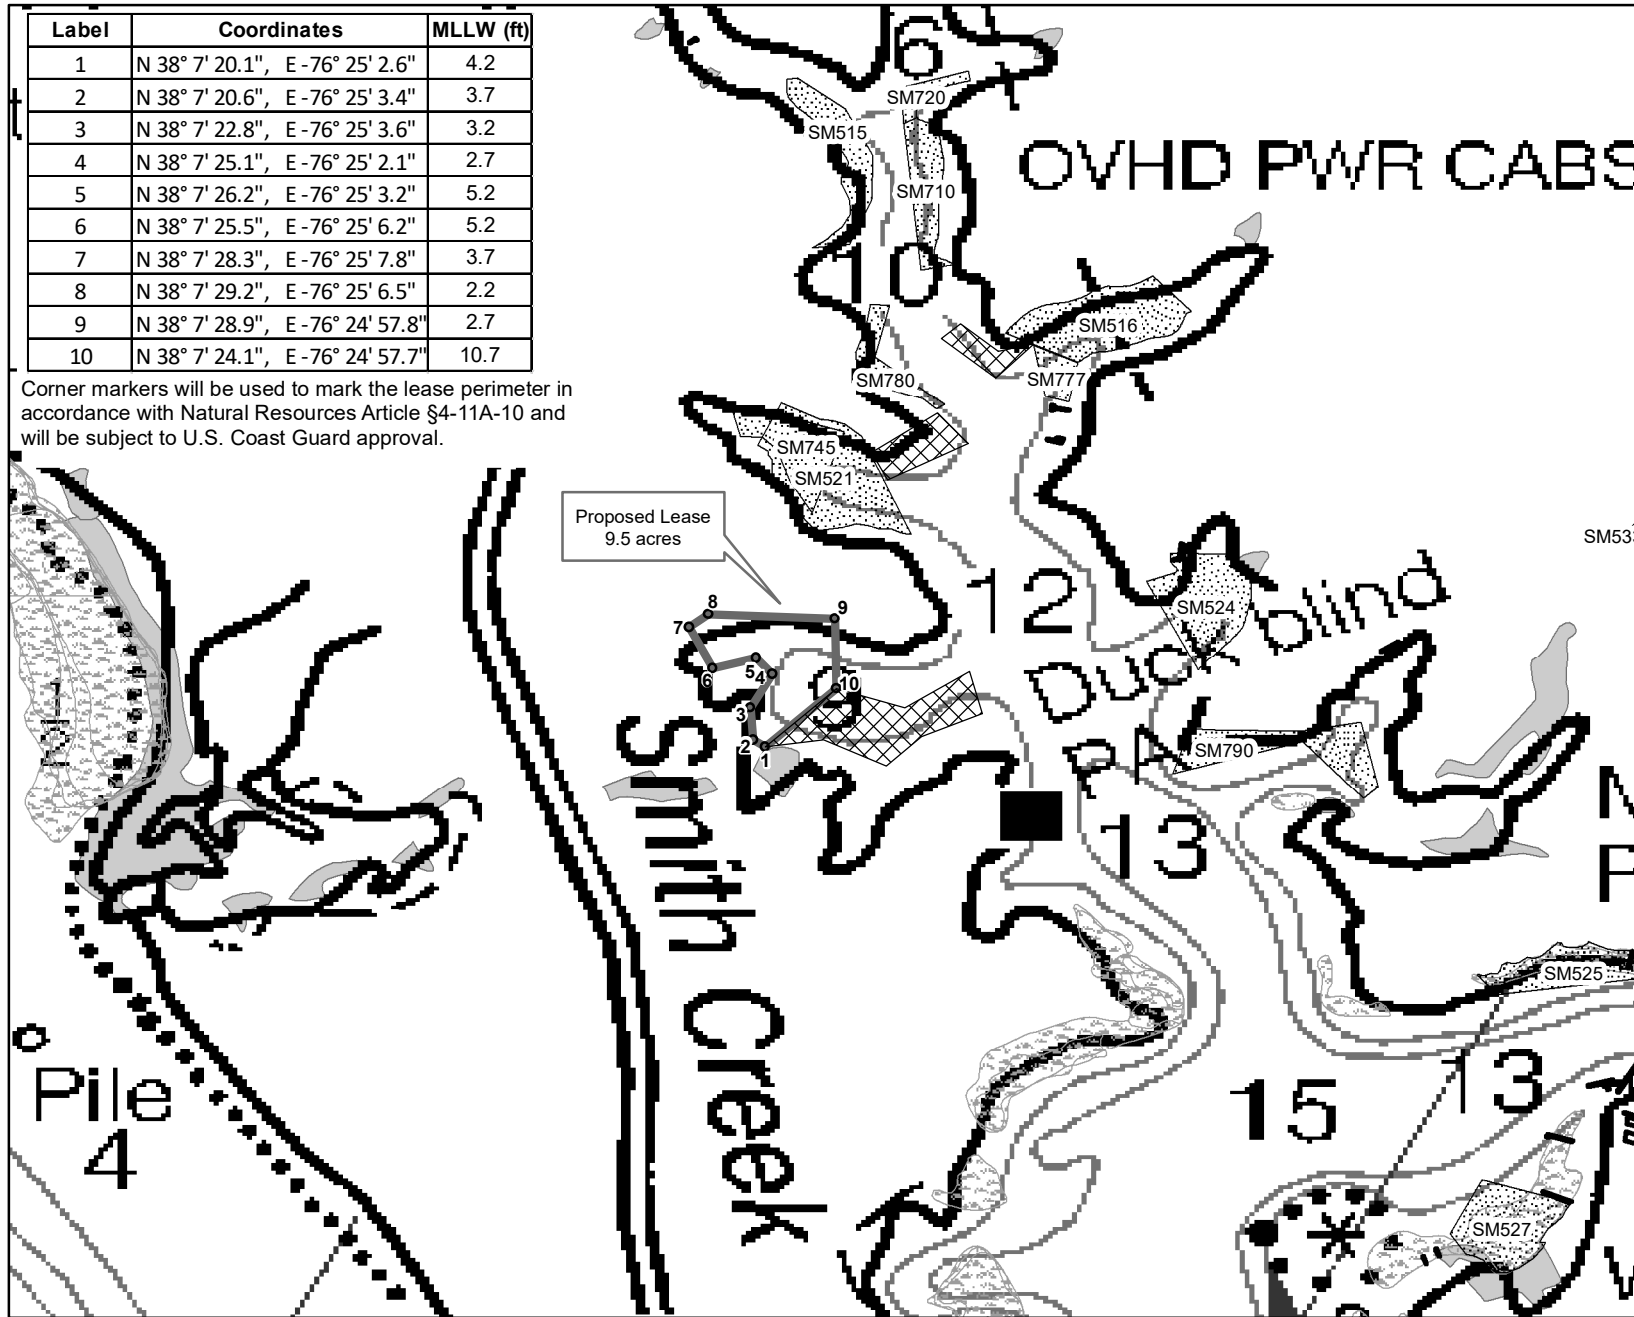 Label Coordinates MLLW (ft)
1 N 38° 7' 20.1", E -76° 25' 2.6" 4.2
2 N 38° 7' 20.6", E -76° 25' 3.4" 3.7
3 N 38° 7' 22.8", E -76° 25' 3.6" 3.2
4 N 38° 7' 25.1", E -76° 25' 2.1" 2.7
5 N 38° 7' 26.2", E -76° 25' 3.2" 5.2
6 N 38° 7' 25.5", E -76° 25' 6.2" 5.2
7 N 38° 7' 28.3", E -76° 25' 7.8" 3.7
8 N 38° 7' 29.2", E -76° 25' 6.5" 2.2
9 N 38° 7' 28.9", E -76° 24' 57.8" 2.7
10 N 38° 7' 24.1", E -76° 24' 57.7" 10.7
Corner markers will be used to mark the lease perimeter in
accordance with Natural Resources Article §4-11A-10 and
will be subject to U.S. Coast Guard approval.
t
6
SM720
SM515
OVHD PWR CABS
SM710
10
SM516
SM780
SM777
SM745
SM521
Proposed Lease
9.5 acres
SM533
12
SM524
Duck blind
PA
8
9
7
5
4
6
10
9
3
2
1
SM790
13
Smith Creek
N
P
SM525
Pile
4
15
13
SM527